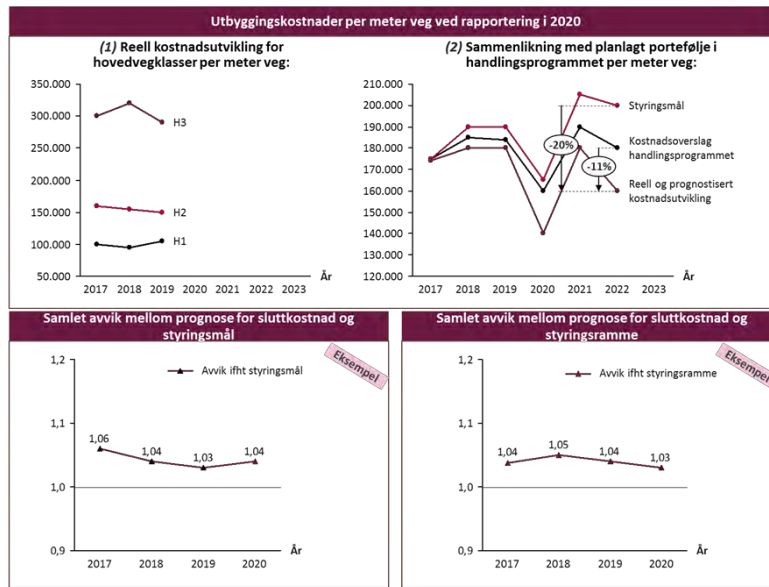 Utbyggingskostnader per meter veg ved rapportering i 2020
(1) Reell kostnadsutvikling for
hovedvegklasser per meter veg:
350.000
300.000
250.000
200.000
150.000
100.000
50.000
H3
H2
H1
År
2017 2018 2019 2020 2021 2022 2023
(2) Sammenlikning med planlagt portefølje i
handlingsprogrammet per meter veg:
210.000
200.000
190.000
180.000
170.000
160.000
150.000
140.000
130.000
120.000
-20%
-11%
Styringsmål
Kostnadsoverslag
handlingsprogrammet
Reell og prognostisert
kostnadsutvikling
År
2017 2018 2019 2020 2021 2022 2023
Samlet avvik mellom prognose for sluttkostnad og
styringsmål
Eksempel
1,2
1,1
1,0
0,9
Avvik ifht styringsmål
1,06
1,04
1,03
1,04
År
2017 2018 2019 2020
Samlet avvik mellom prognose for sluttkostnad og
styringsramme
Eksempel
1,2
1,1
1,0
0,9
Avvik ifht styringsramme
1,04
1,05
1,04
1,03
År
2017 2018 2019 2020